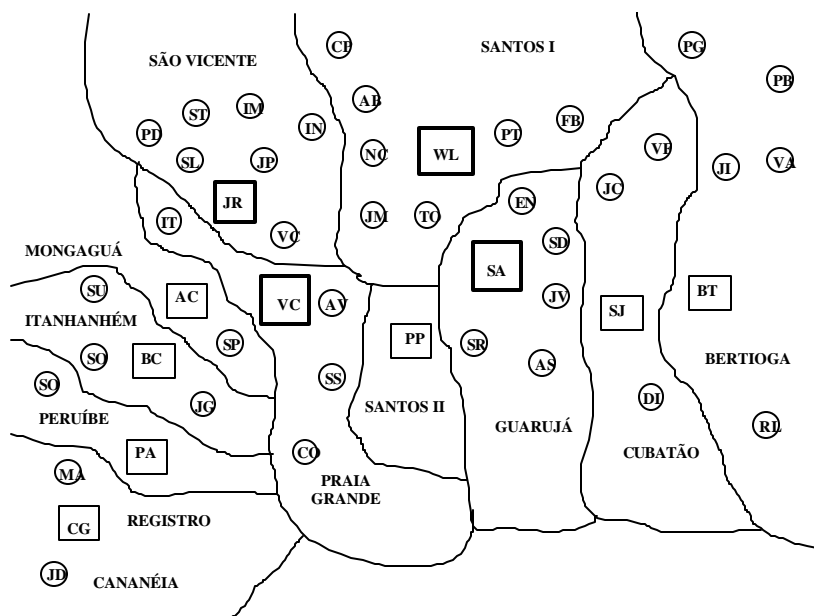 CE
SANTOS I
PG
SÃO VICENTE
PB
AB
IM
ST
FB
IN
PD
PT
VF
NC
WL
SL
JP
JI
VA
JC
JR
EN
IT
JM
TO
VC
SD
MONGAGUÁ
SA
SU
AC
BT
JV
VC
AV
SJ
ITANHANHÉM
PP
SP
SR
SO
BC
BERTIOGA
AS
SS
SO
JG
DI
SANTOS II
PERUÍBE
GUARUJÁ
RL
CO
PA
CUBATÃO
MA
PRAIA
GRANDE
REGISTRO
CG
JD
CANANÉIA